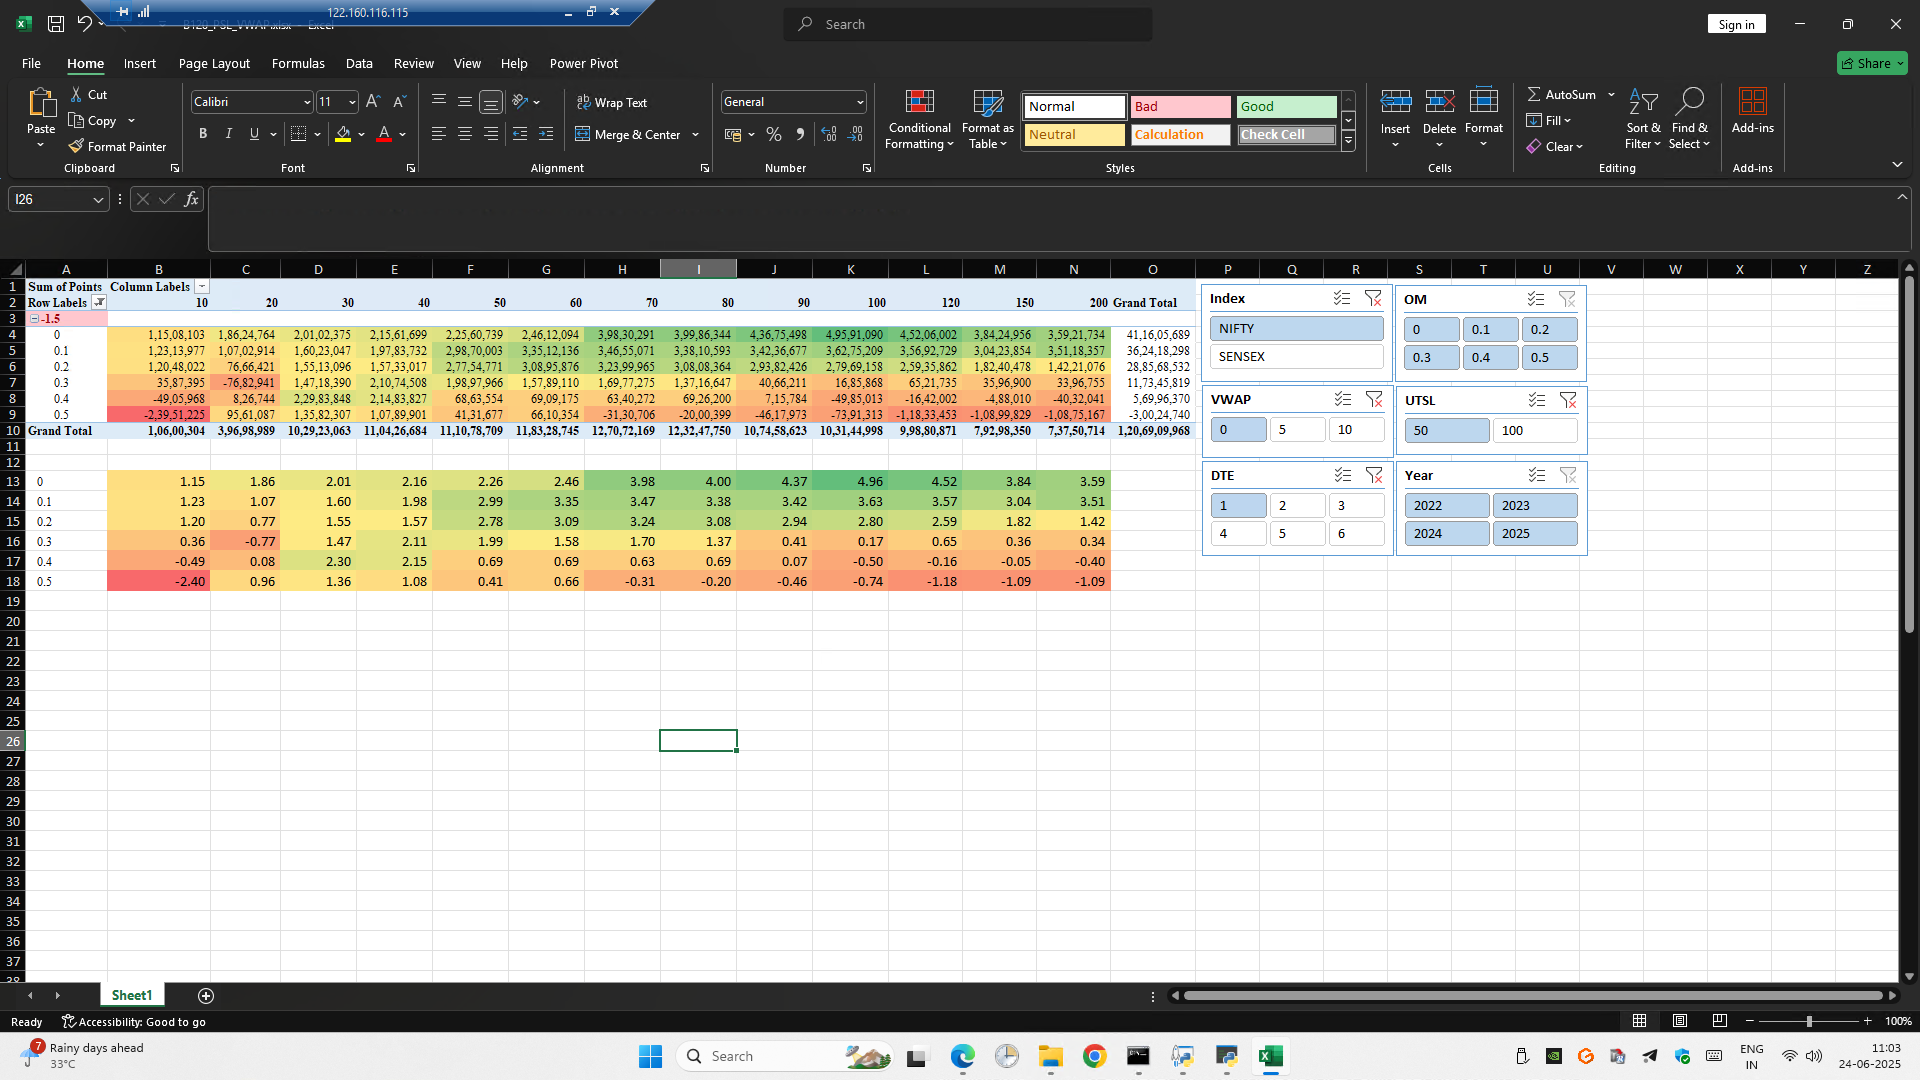 122.160.116.115
Search
Sign in
File Home Insert Page Layout Formulas Data Review View Help Power Pivot
Share
Paste
Cut
Copy
Format Painter
Clipboard
Calibri 11
B I U
Font
Wrap Text
Merge & Center
Alignment
General
Number
Conditional Formatting
Format as Table
Normal Bad Good
Neutral Calculation Check Cell
Styles
Insert Delete Format
Cells
AutoSum
Fill
Clear
Sort & Filter
Find & Select
Editing
Add-ins
Add-ins
I26
fx
A B C D E F G H I J K L M N O P Q R S T U V W X Y Z
1 Sum of Points Column Labels
2 Row Labels 10 20 30 40 50 60 70 80 90 100 120 150 200 Grand Total
3 -1.5
4 0 1,15,08,103 1,86,24,764 2,01,02,375 2,15,61,699 2,25,60,739 2,46,12,094 3,98,30,291 3,99,86,344 4,36,75,498 4,95,91,090 4,52,06,002 3,84,24,956 3,59,21,734 41,16,05,689
5 0.1 1,23,13,977 1,07,02,914 1,60,23,047 1,97,83,732 2,98,70,003 3,35,12,136 3,46,55,071 3,38,10,593 3,42,36,677 3,62,75,209 3,56,92,729 3,04,23,854 3,51,18,357 36,24,18,298
6 0.2 1,20,48,022 76,66,421 1,55,13,096 1,57,33,017 2,77,54,771 3,08,95,876 3,23,99,965 3,08,08,364 2,93,82,426 2,79,69,158 2,59,35,862 1,82,40,478 1,42,21,076 28,85,68,532
7 0.3 35,87,395 -76,82,941 1,47,18,390 2,10,74,508 1,98,97,966 1,57,89,110 1,69,77,275 1,37,16,647 40,66,211 16,85,868 65,21,735 35,96,900 33,96,755 11,73,45,819
8 0.4 -49,05,968 8,26,744 2,29,83,848 2,14,83,827 68,63,554 69,09,175 63,40,272 69,26,200 7,15,784 -49,85,013 -16,42,002 -4,88,010 -40,32,041 5,69,96,370
9 0.5 -2,39,51,225 95,61,087 1,35,82,307 1,07,89,901 41,31,677 66,10,354 -31,30,706 -20,00,399 -46,17,973 -73,91,313 -1,18,33,453 -1,08,99,829 -1,08,75,167 -3,00,24,740
10 Grand Total 1,06,00,304 3,96,98,989 10,29,23,063 11,04,26,684 11,10,78,709 11,83,28,745 12,70,72,169 12,32,47,750 10,74,58,623 10,31,44,998 9,98,80,871 7,92,98,350 7,37,50,714 1,20,69,09,968
11
12
13 0 1.15 1.86 2.01 2.16 2.26 2.46 3.98 4.00 4.37 4.96 4.52 3.84 3.59
14 0.1 1.23 1.07 1.60 1.98 2.99 3.35 3.47 3.38 3.42 3.63 3.57 3.04 3.51
15 0.2 1.20 0.77 1.55 1.57 2.78 3.09 3.24 3.08 2.94 2.80 2.59 1.82 1.42
16 0.3 0.36 -0.77 1.47 2.11 1.99 1.58 1.70 1.37 0.41 0.17 0.65 0.36 0.34
17 0.4 -0.49 0.08 2.30 2.15 0.69 0.69 0.63 0.69 0.07 -0.50 -0.16 -0.05 -0.40
18 0.5 -2.40 0.96 1.36 1.08 0.41 0.66 -0.31 -0.20 -0.46 -0.74 -1.18 -1.09 -1.09
19
20
21
22
23
24
25
26
27
28
29
30
31
32
33
34
35
36
37
38
Index
NIFTY
SENSEX
OM
0 0.1 0.2
0.3 0.4 0.5
VWAP
0 5 10
UTSL
50 100
DTE
1 2 3
4 5 6
Year
2022 2023
2024 2025
Sheet1
Ready Accessibility: Good to go
100%
7 Rainy days ahead
33°C
Search
ENG
IN
11:03
24-06-2025